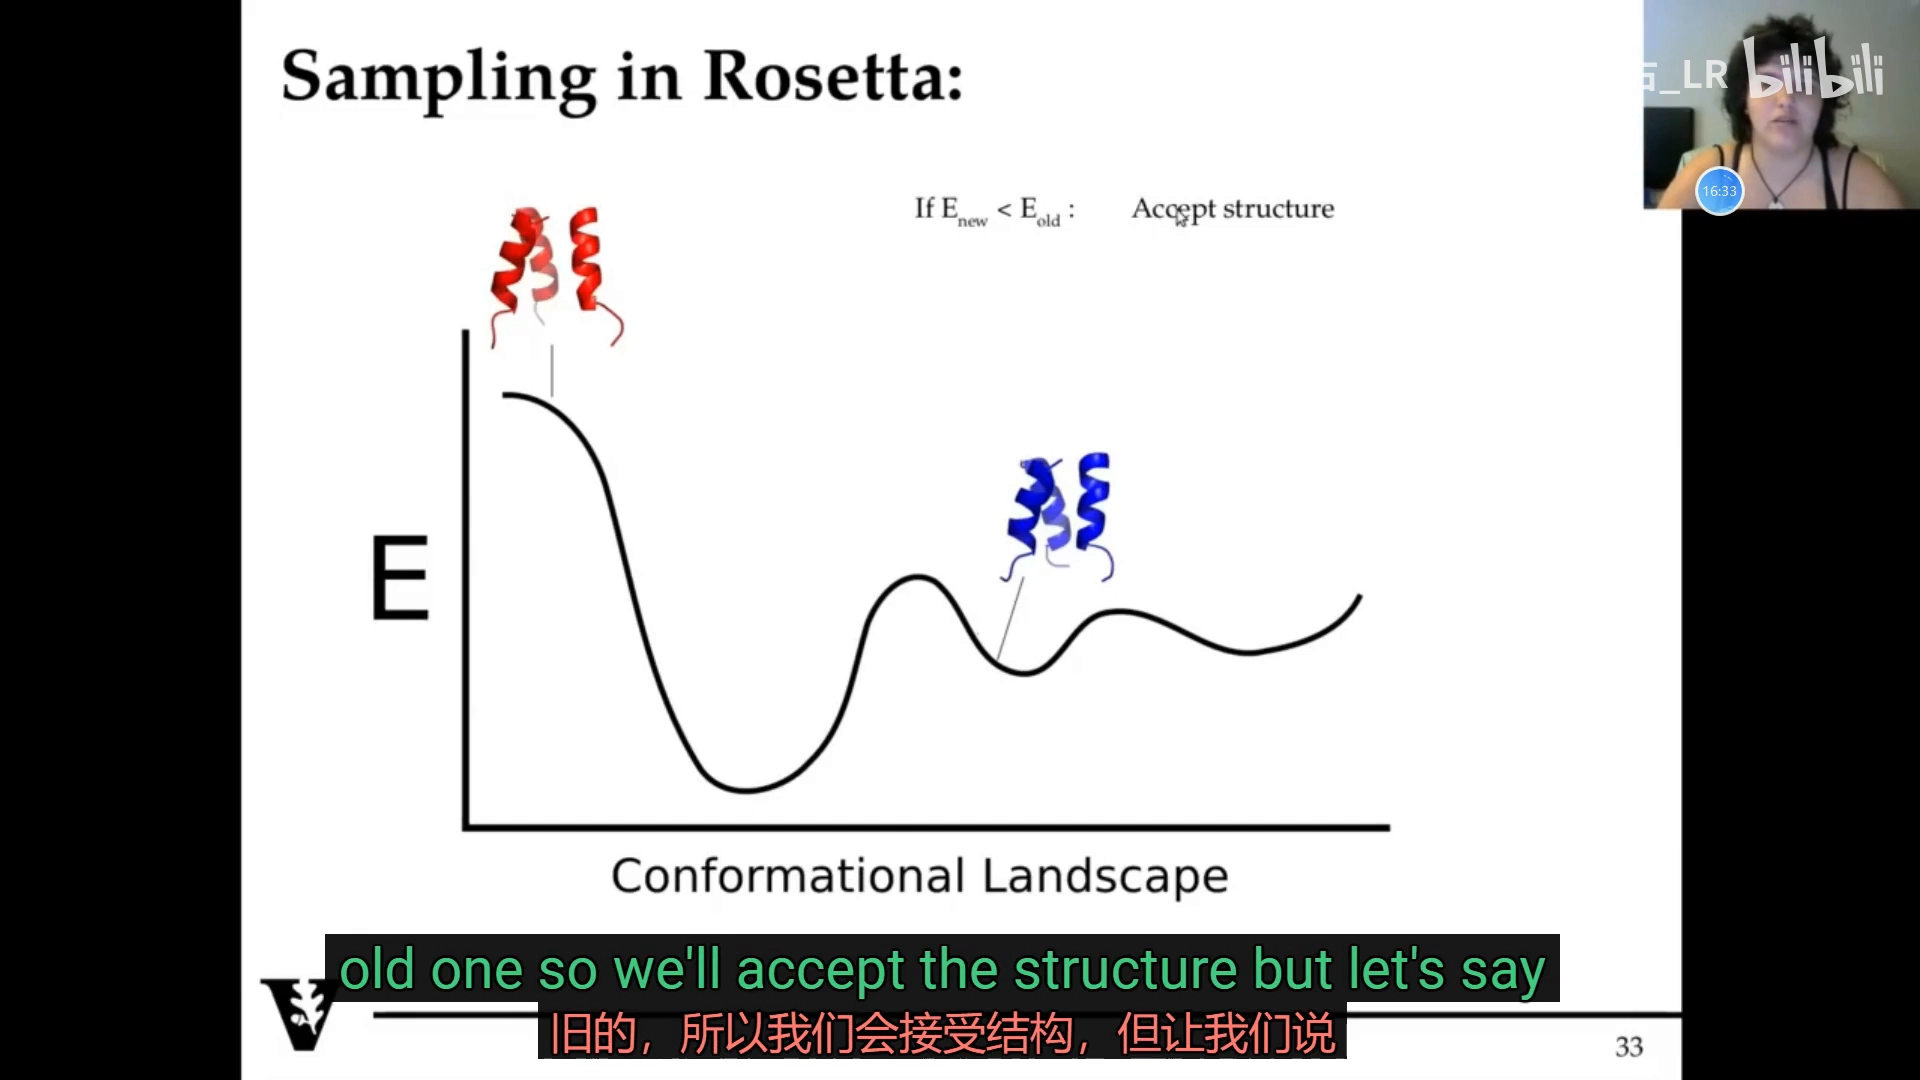 Sampling in Rosetta:
_LR bilibili
16:33
If Enew < Eold : Accept structure
E
Conformational Landscape
old one so we'll accept the structure but let's say
旧的，所以我们会接受结构，但让我们说
V
33